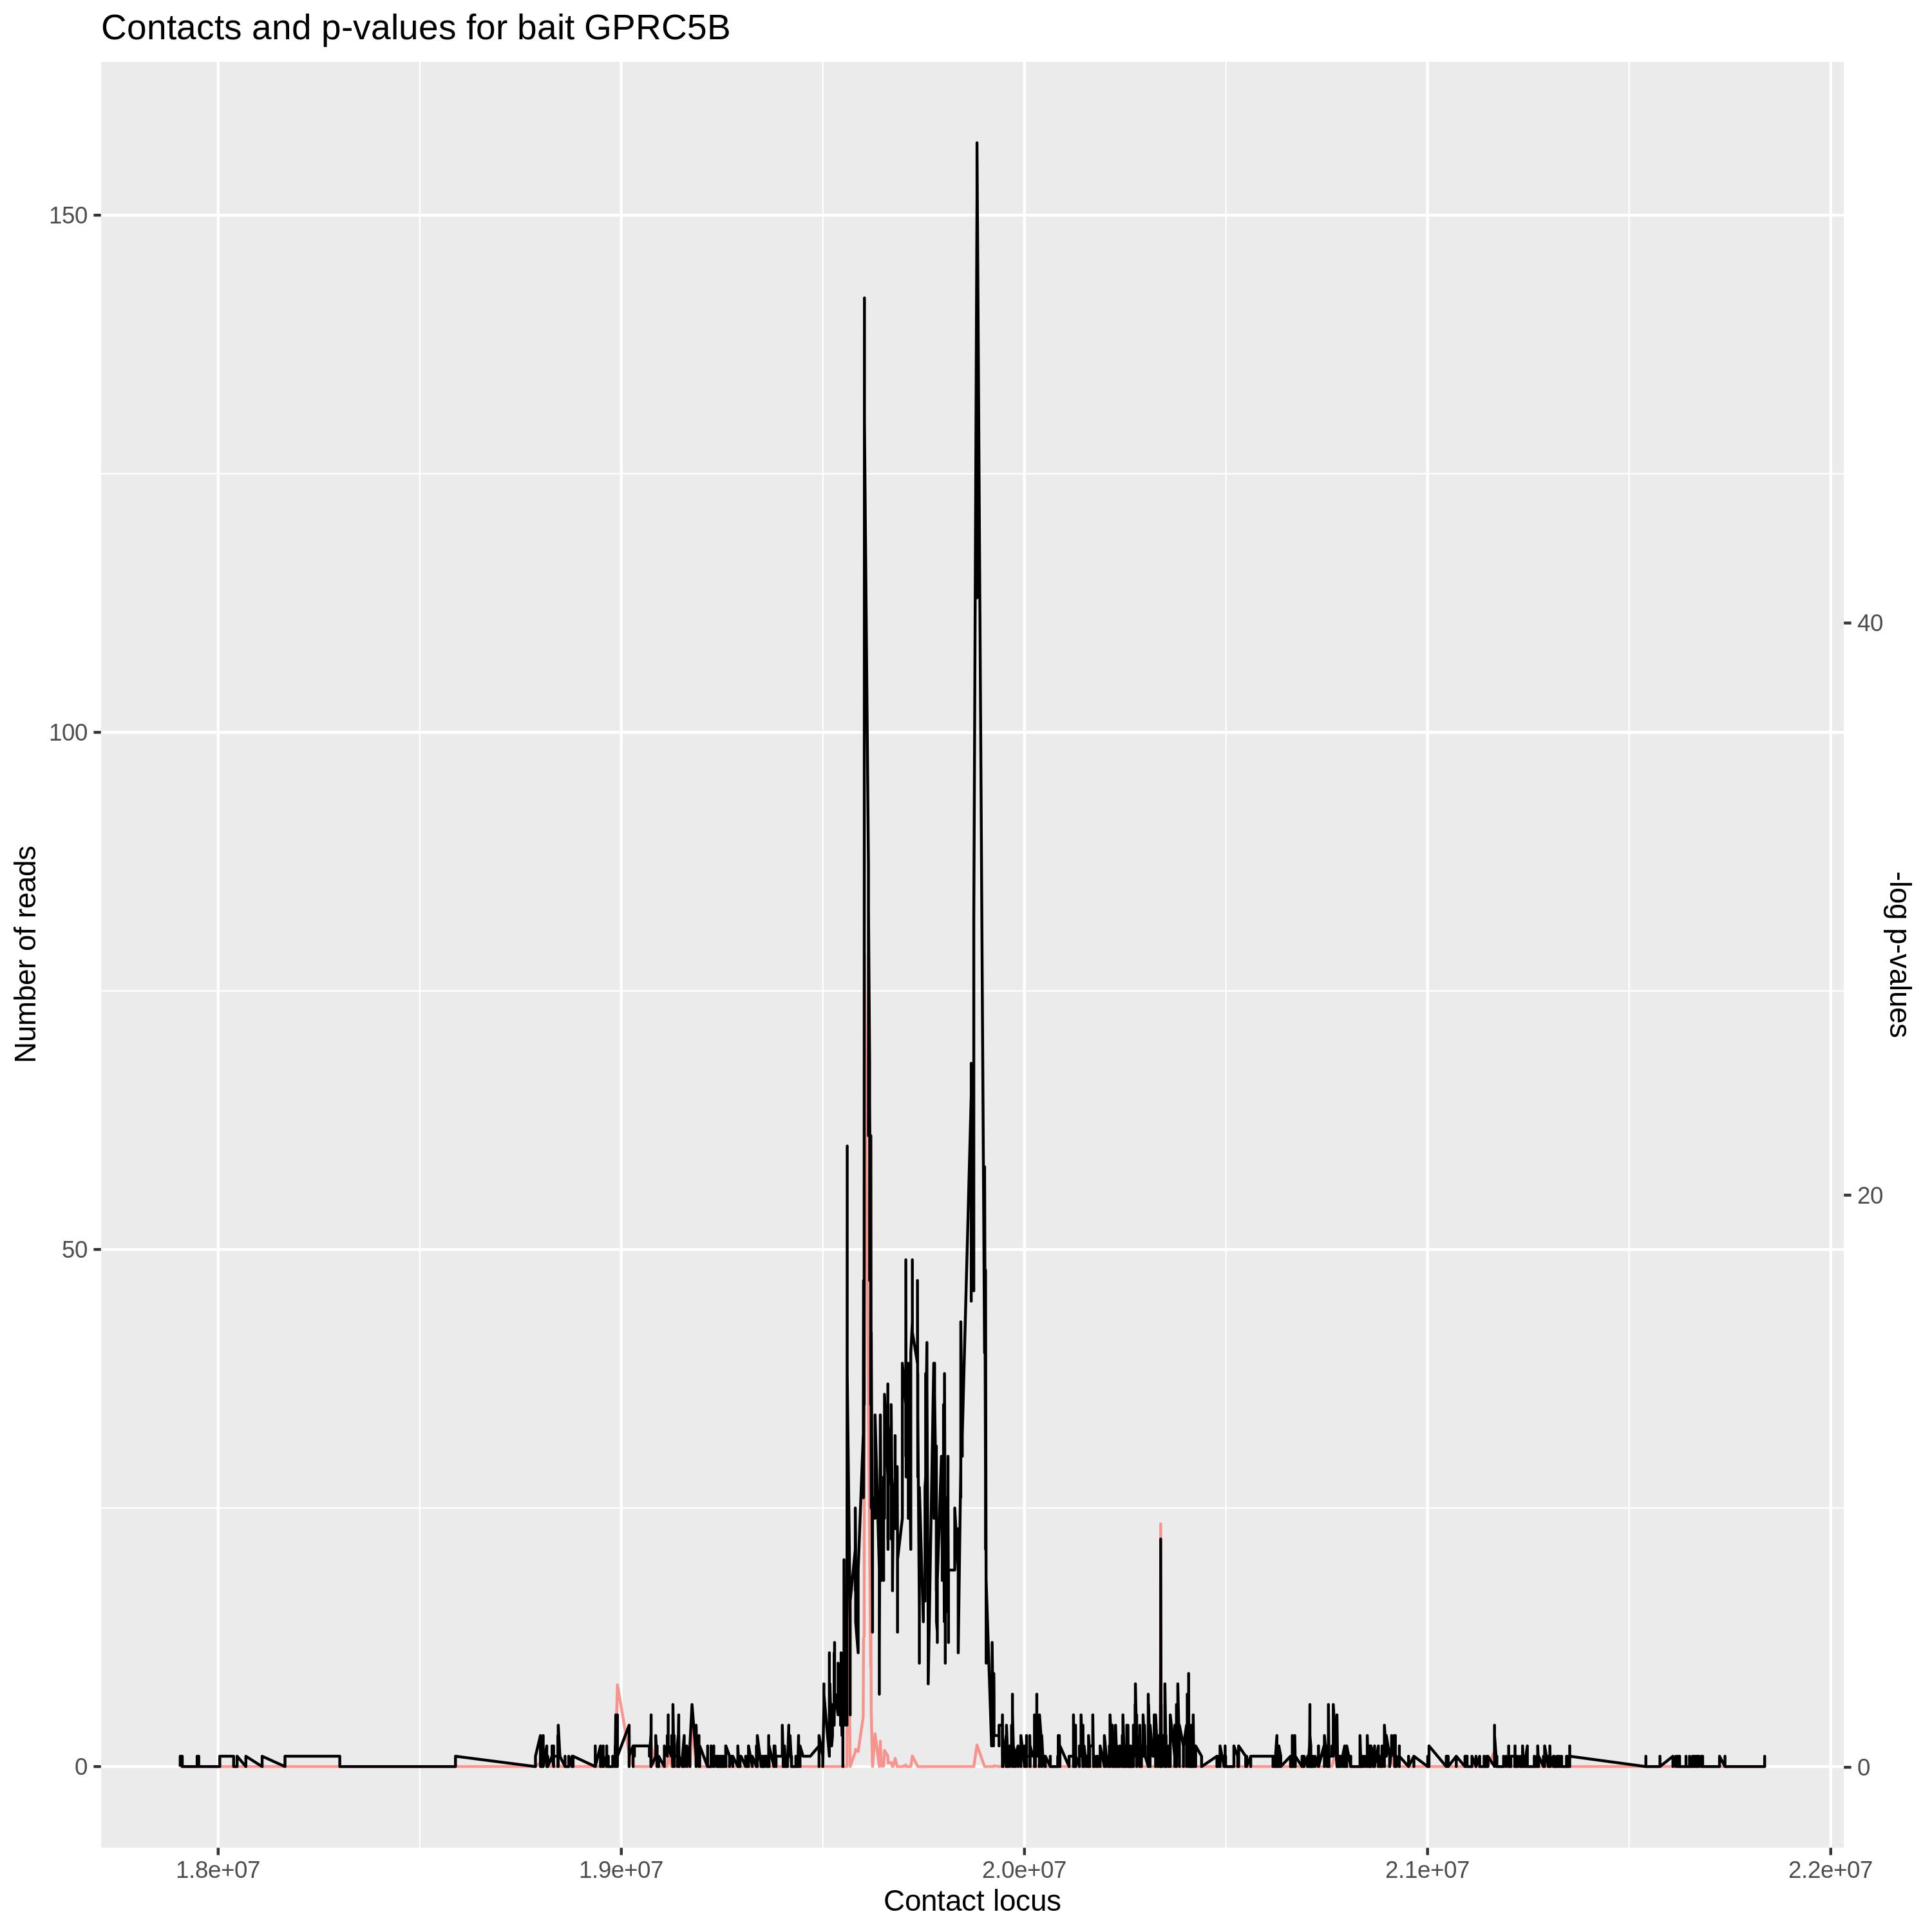 Contacts and p-values for bait GPRC5B
150
100
50
0
Number of reads
40
20
0
-log p-values
1.8e+07
1.9e+07
2.0e+07
2.1e+07
2.2e+07
Contact locus